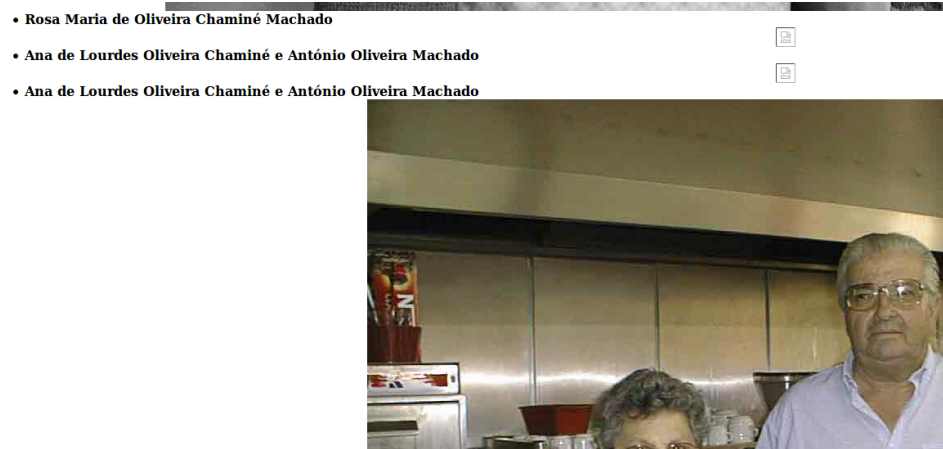 • Rosa Maria de Oliveira Chaminé Machado
• Ana de Lourdes Oliveira Chaminé e António Oliveira Machado
• Ana de Lourdes Oliveira Chaminé e António Oliveira Machado